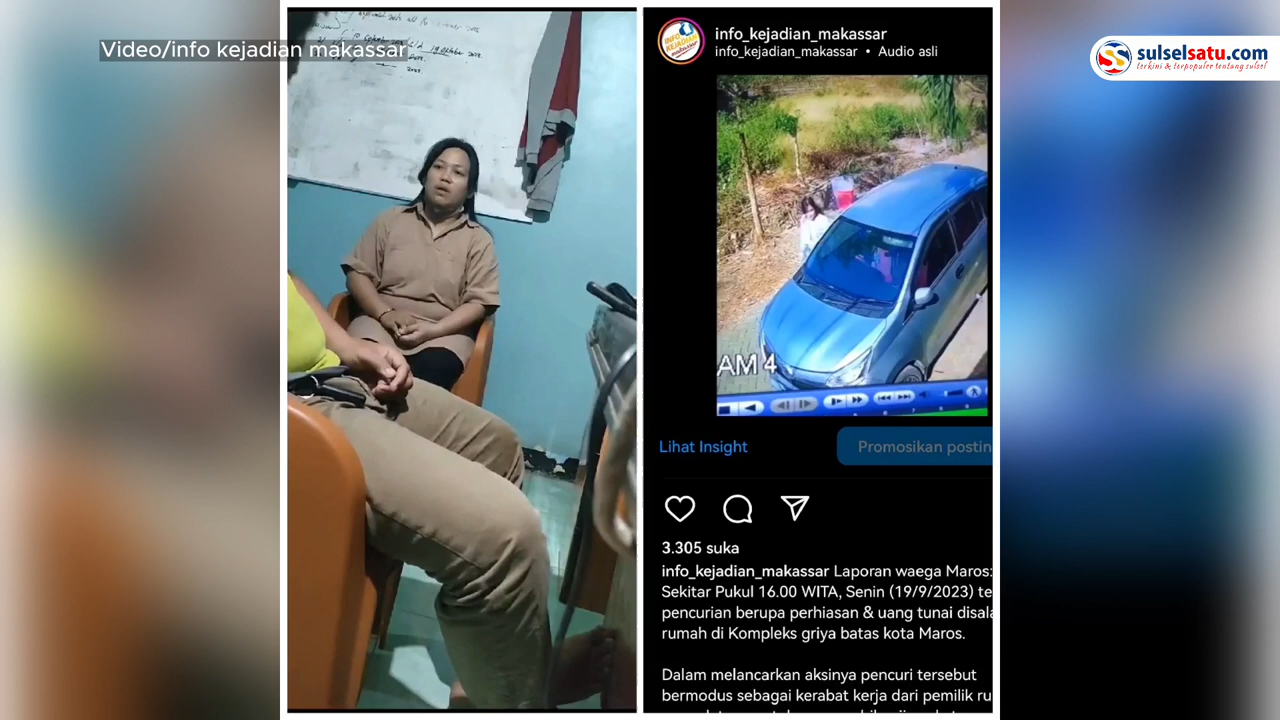 Video/info kejadian makassar
info_kejadian_makassar
info_kejadian_makassar • Audio asli
sulselsatu.com
terkini & terpopuler tentang sulsel
INFO
KEJADIAN
AM 4
Lihat Insight
Promosikan postin
3.305 suka
info_kejadian_makassar Laporan waega Maros:
Sekitar Pukul 16.00 WITA, Senin (19/9/2023) te
pencurian berupa perhiasan & uang tunai disala
rumah di Kompleks griya batas kota Maros.
Dalam melancarkan aksinya pencuri tersebut
bermodus sebagai kerabat kerja dari pemilik ru